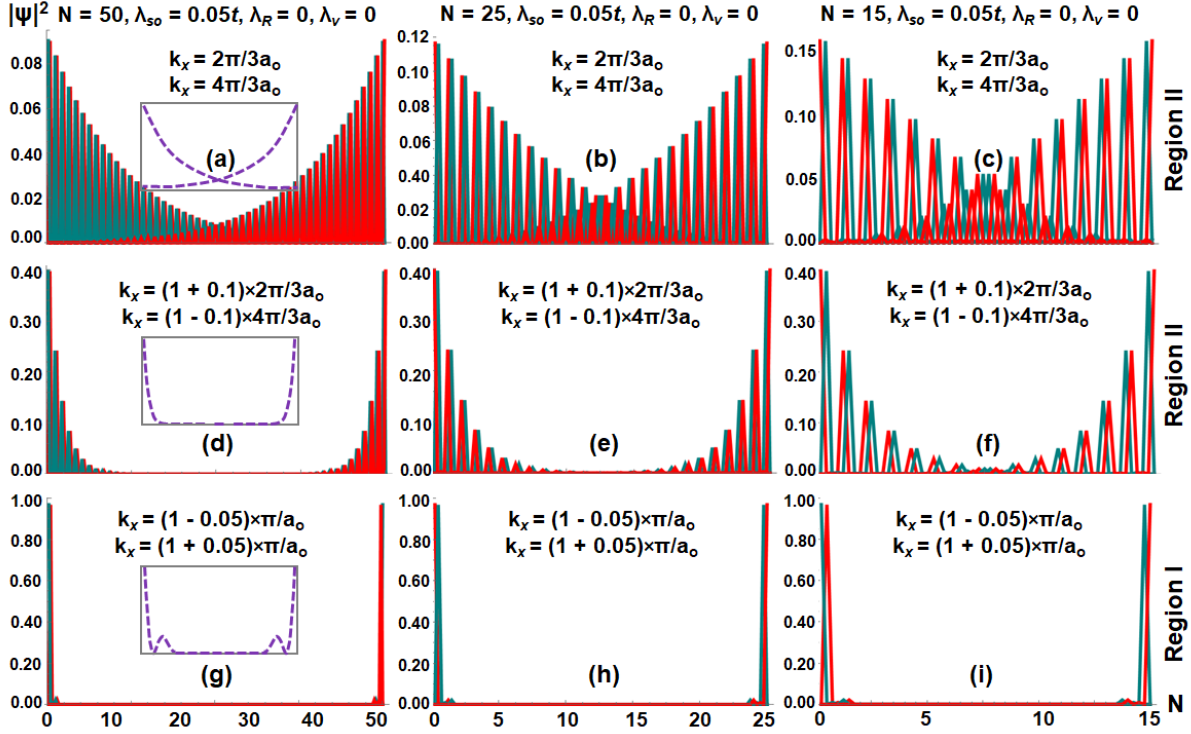 |Ψ|² N = 50, λso = 0.05t, λR = 0, λv = 0
N = 25, λso = 0.05t, λR = 0, λv = 0
N = 15, λso = 0.05t, λR = 0, λv = 0
0.08
0.06
0.04
0.02
0.00
kx = 2π/3ao
kx = 4π/3ao
(a)
0.12
0.10
0.08
0.06
0.04
0.02
0.00
kx = 2π/3ao
kx = 4π/3ao
(b)
0.15
0.10
0.05
0.00
kx = 2π/3ao
kx = 4π/3ao
(c)
Region II
0.40
0.30
0.20
0.10
0.00
kx = (1 + 0.1)×2π/3ao
kx = (1 - 0.1)×4π/3ao
(d)
0.40
0.30
0.20
0.10
0.00
kx = (1 + 0.1)×2π/3ao
kx = (1 - 0.1)×4π/3ao
(e)
0.40
0.30
0.20
0.10
0.00
kx = (1 + 0.1)×2π/3ao
kx = (1 - 0.1)×4π/3ao
(f)
Region II
1.00
0.80
0.60
0.40
0.20
0.00
kx = (1 - 0.05)×π/ao
kx = (1 + 0.05)×π/ao
(g)
0 10 20 30 40 50
1.00
0.80
0.60
0.40
0.20
0.00
kx = (1 - 0.05)×π/ao
kx = (1 + 0.05)×π/ao
(h)
0 5 10 15 20 25
1.00
0.80
0.60
0.40
0.20
0.00
kx = (1 - 0.05)×π/ao
kx = (1 + 0.05)×π/ao
(i)
0 5 10 15
Region I
N